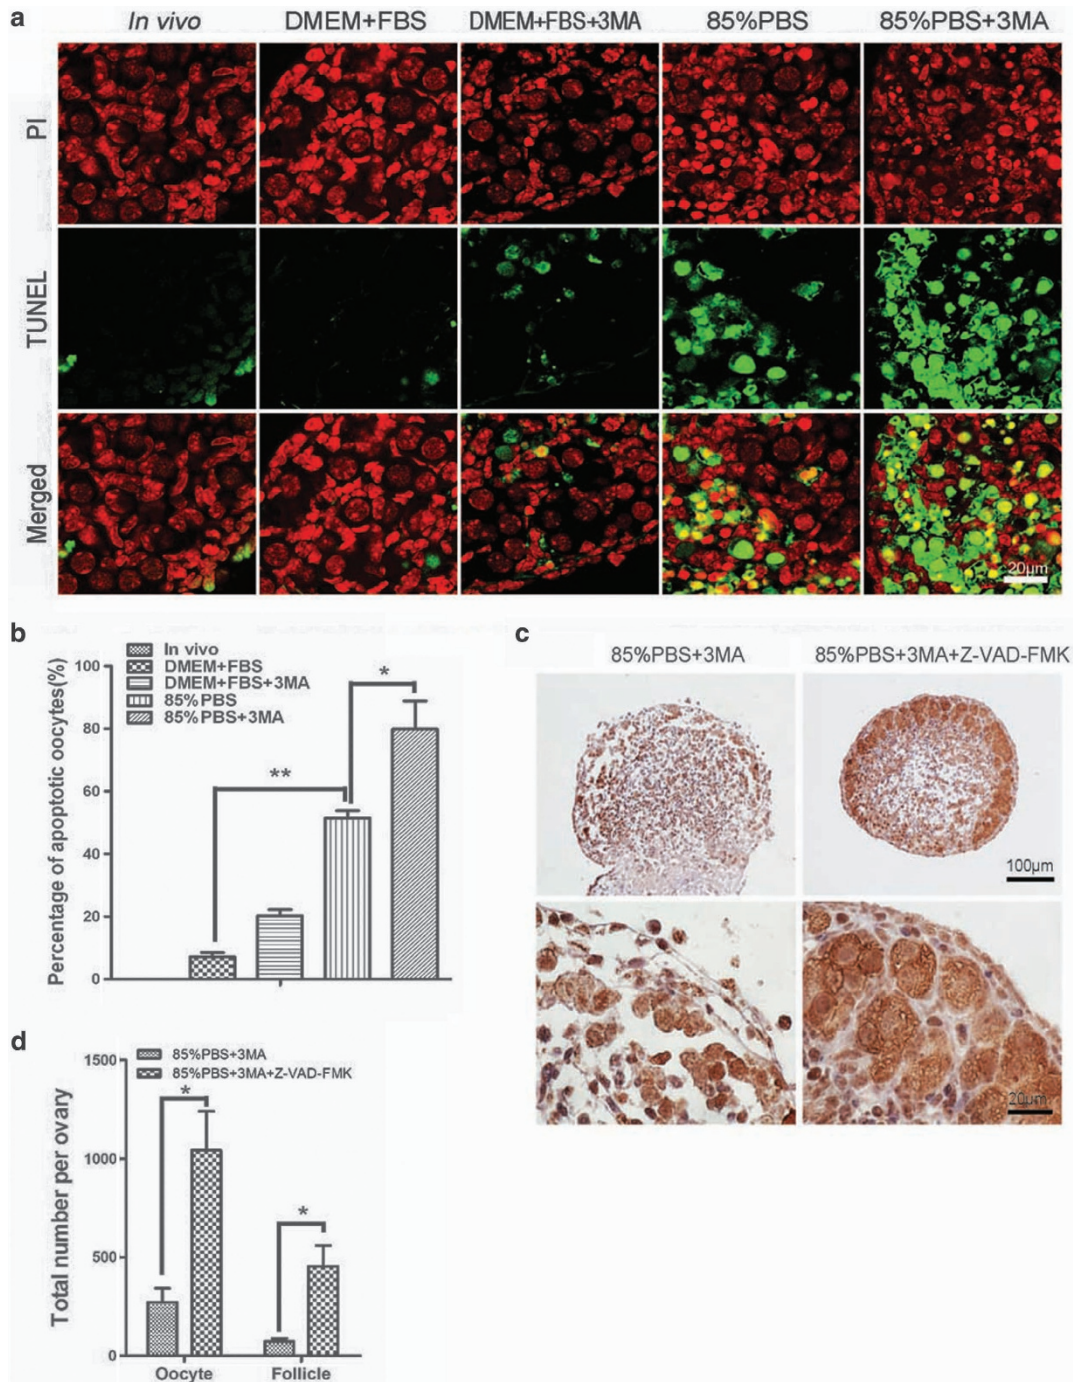 a
In vivo DMEM+FBS DMEM+FBS+3MA 85%PBS 85%PBS+3MA
PI
TUNEL
Merged
20μm
b
Percentage of apoptotic oocytes(%)
100
80
60
40
20
0
In vivo
DMEM+FBS
DMEM+FBS+3MA
85%PBS
85%PBS+3MA
**
*
c
85%PBS+3MA 85%PBS+3MA+Z-VAD-FMK
100μm
20μm
d
Total number per ovary
1500
1000
500
0
85%PBS+3MA
85%PBS+3MA+Z-VAD-FMK
*
*
Oocyte Follicle